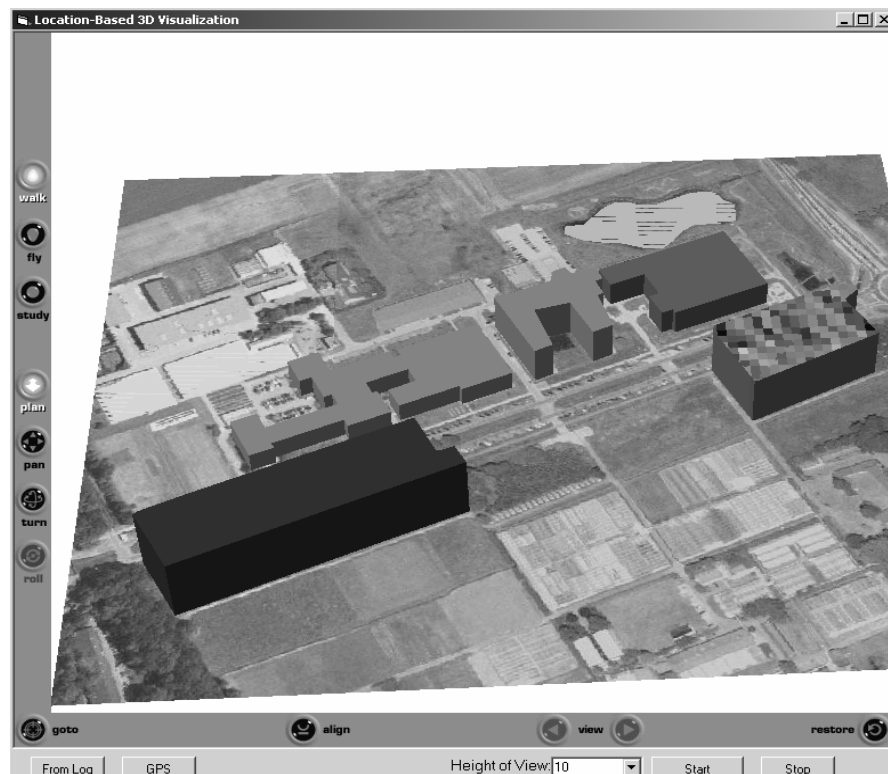 Location-Based 3D Visualization
walk
fly
study
plan
pan
turn
roll
goto
align
view
restore
From Log
GPS
Height of View:
10
Start
Stop